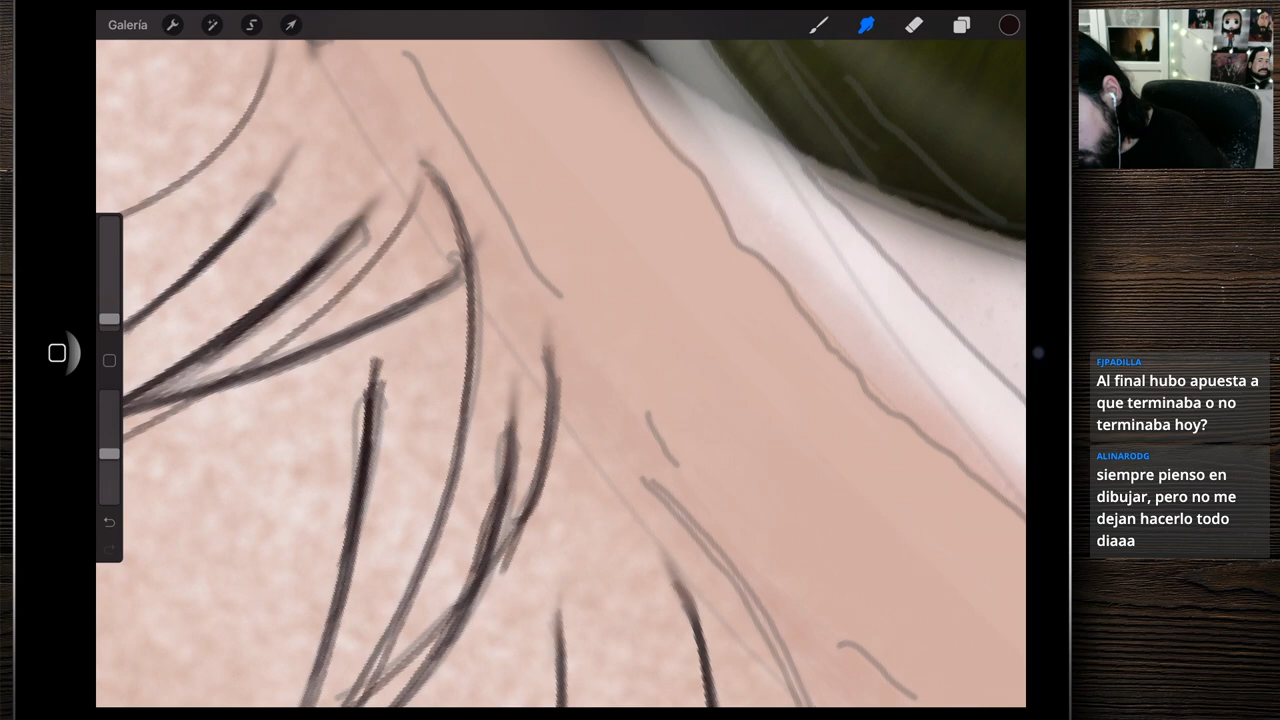 Galería
FJPADILLA
Al final hubo apuesta a
que terminaba o no
terminaba hoy?
ALINARODG
siempre pienso en
dibujar, pero no me
dejan hacerlo todo
diaaa